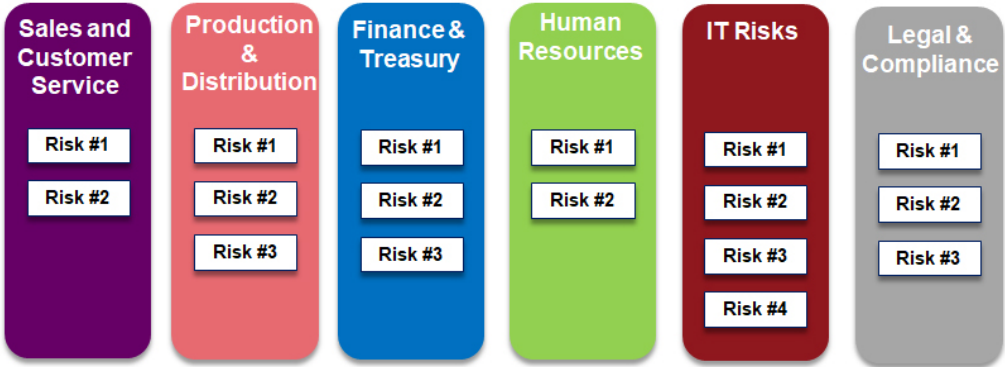 Sales and
Customer
Service
Risk #1
Risk #2
Production
&
Distribution
Risk #1
Risk #2
Risk #3
Finance &
Treasury
Risk #1
Risk #2
Risk #3
Human
Resources
Risk #1
Risk #2
IT Risks
Risk #1
Risk #2
Risk #3
Risk #4
Legal &
Compliance
Risk #1
Risk #2
Risk #3